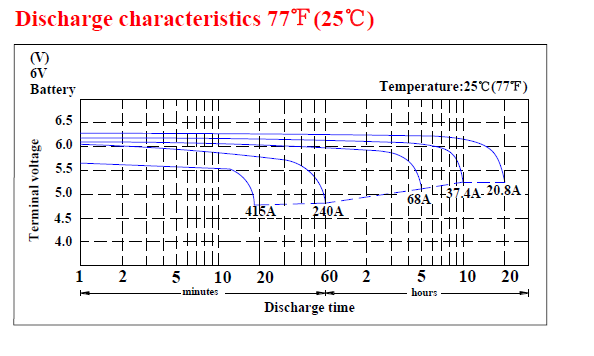 Discharge characteristics 77℉(25℃)
(V)
6V
Battery
Temperature:25℃(77℉)
Terminal voltage
6.5
6.0
5.5
5.0
4.5
4.0
415A
240A
68A
37.4A
20.8A
1 2 5 10 20 60 2 5 10 20
minutes
hours
Discharge time